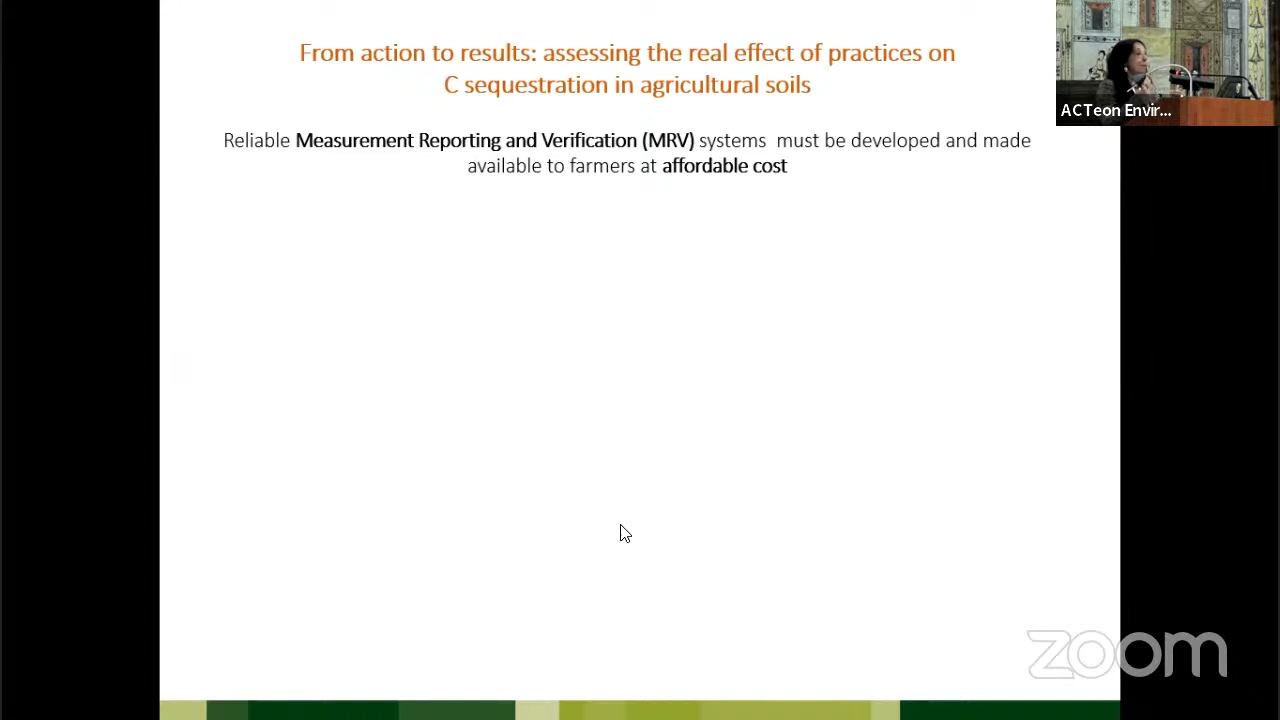 From action to results: assessing the real effect of practices on
C sequestration in agricultural soils
Reliable Measurement Reporting and Verification (MRV) systems must be developed and made
available to farmers at affordable cost
ACTeon Envir...
zoom